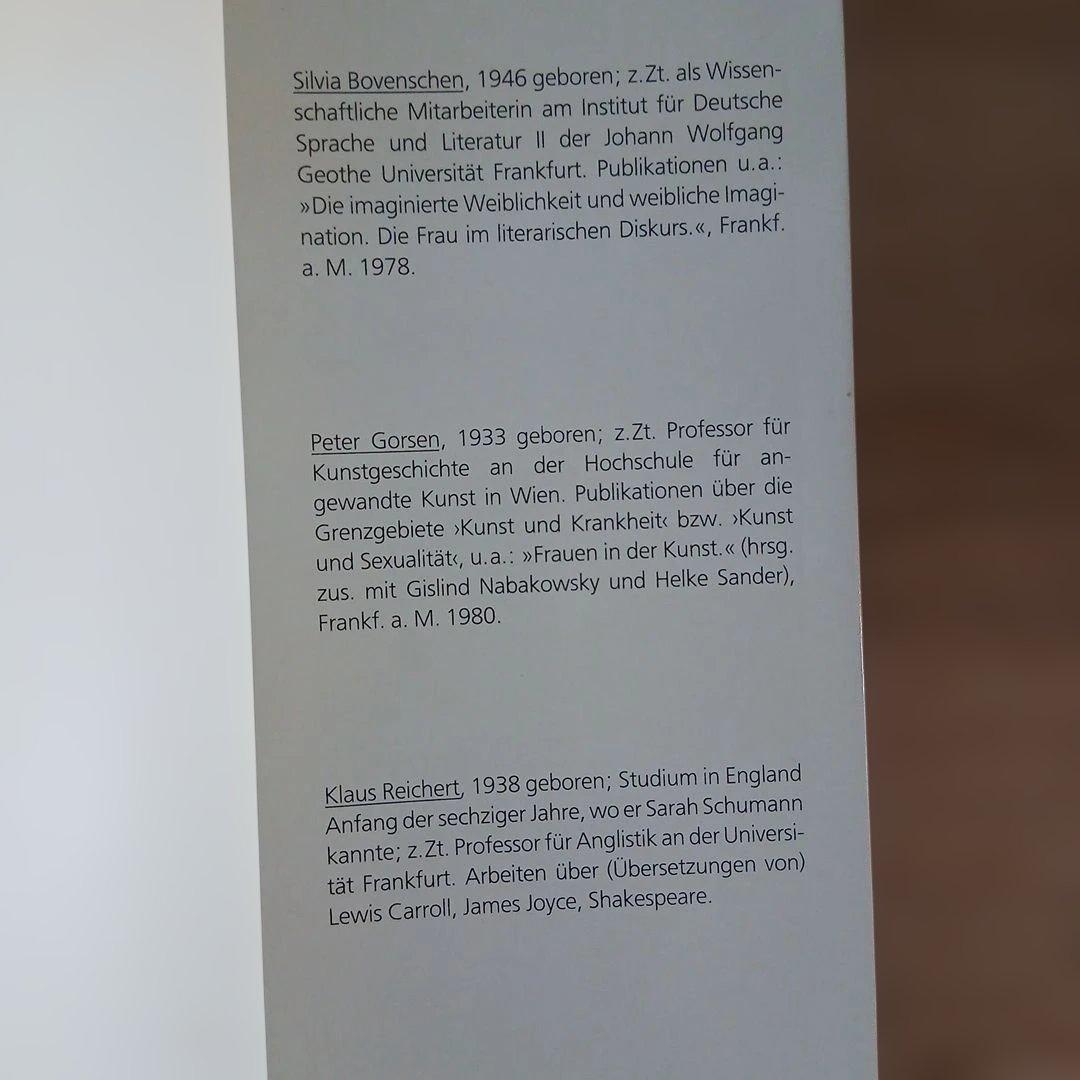 Silvia Bovenschen, 1946 geboren; z.Zt. als Wissen-
schaftliche Mitarbeiterin am Institut für Deutsche
Sprache und Literatur II der Johann Wolfgang
Geothe Universität Frankfurt. Publikationen u.a.:
»Die imaginierte Weiblichkeit und weibliche Imagi-
nation. Die Frau im literarischen Diskurs.«, Frankf.
a. M. 1978.
Peter Gorsen, 1933 geboren; z.Zt. Professor für
Kunstgeschichte an der Hochschule für an-
gewandte Kunst in Wien. Publikationen über die
Grenzgebiete ›Kunst und Krankheit‹ bzw. ›Kunst
und Sexualität‹, u.a.: »Frauen in der Kunst.« (hrsg.
zus. mit Gislind Nabakowsky und Helke Sander),
Frankf. a. M. 1980.
Klaus Reichert, 1938 geboren; Studium in England
Anfang der sechziger Jahre, wo er Sarah Schumann
kannte; z.Zt. Professor für Anglistik an der Universi-
tät Frankfurt. Arbeiten über (Übersetzungen von)
Lewis Carroll, James Joyce, Shakespeare.